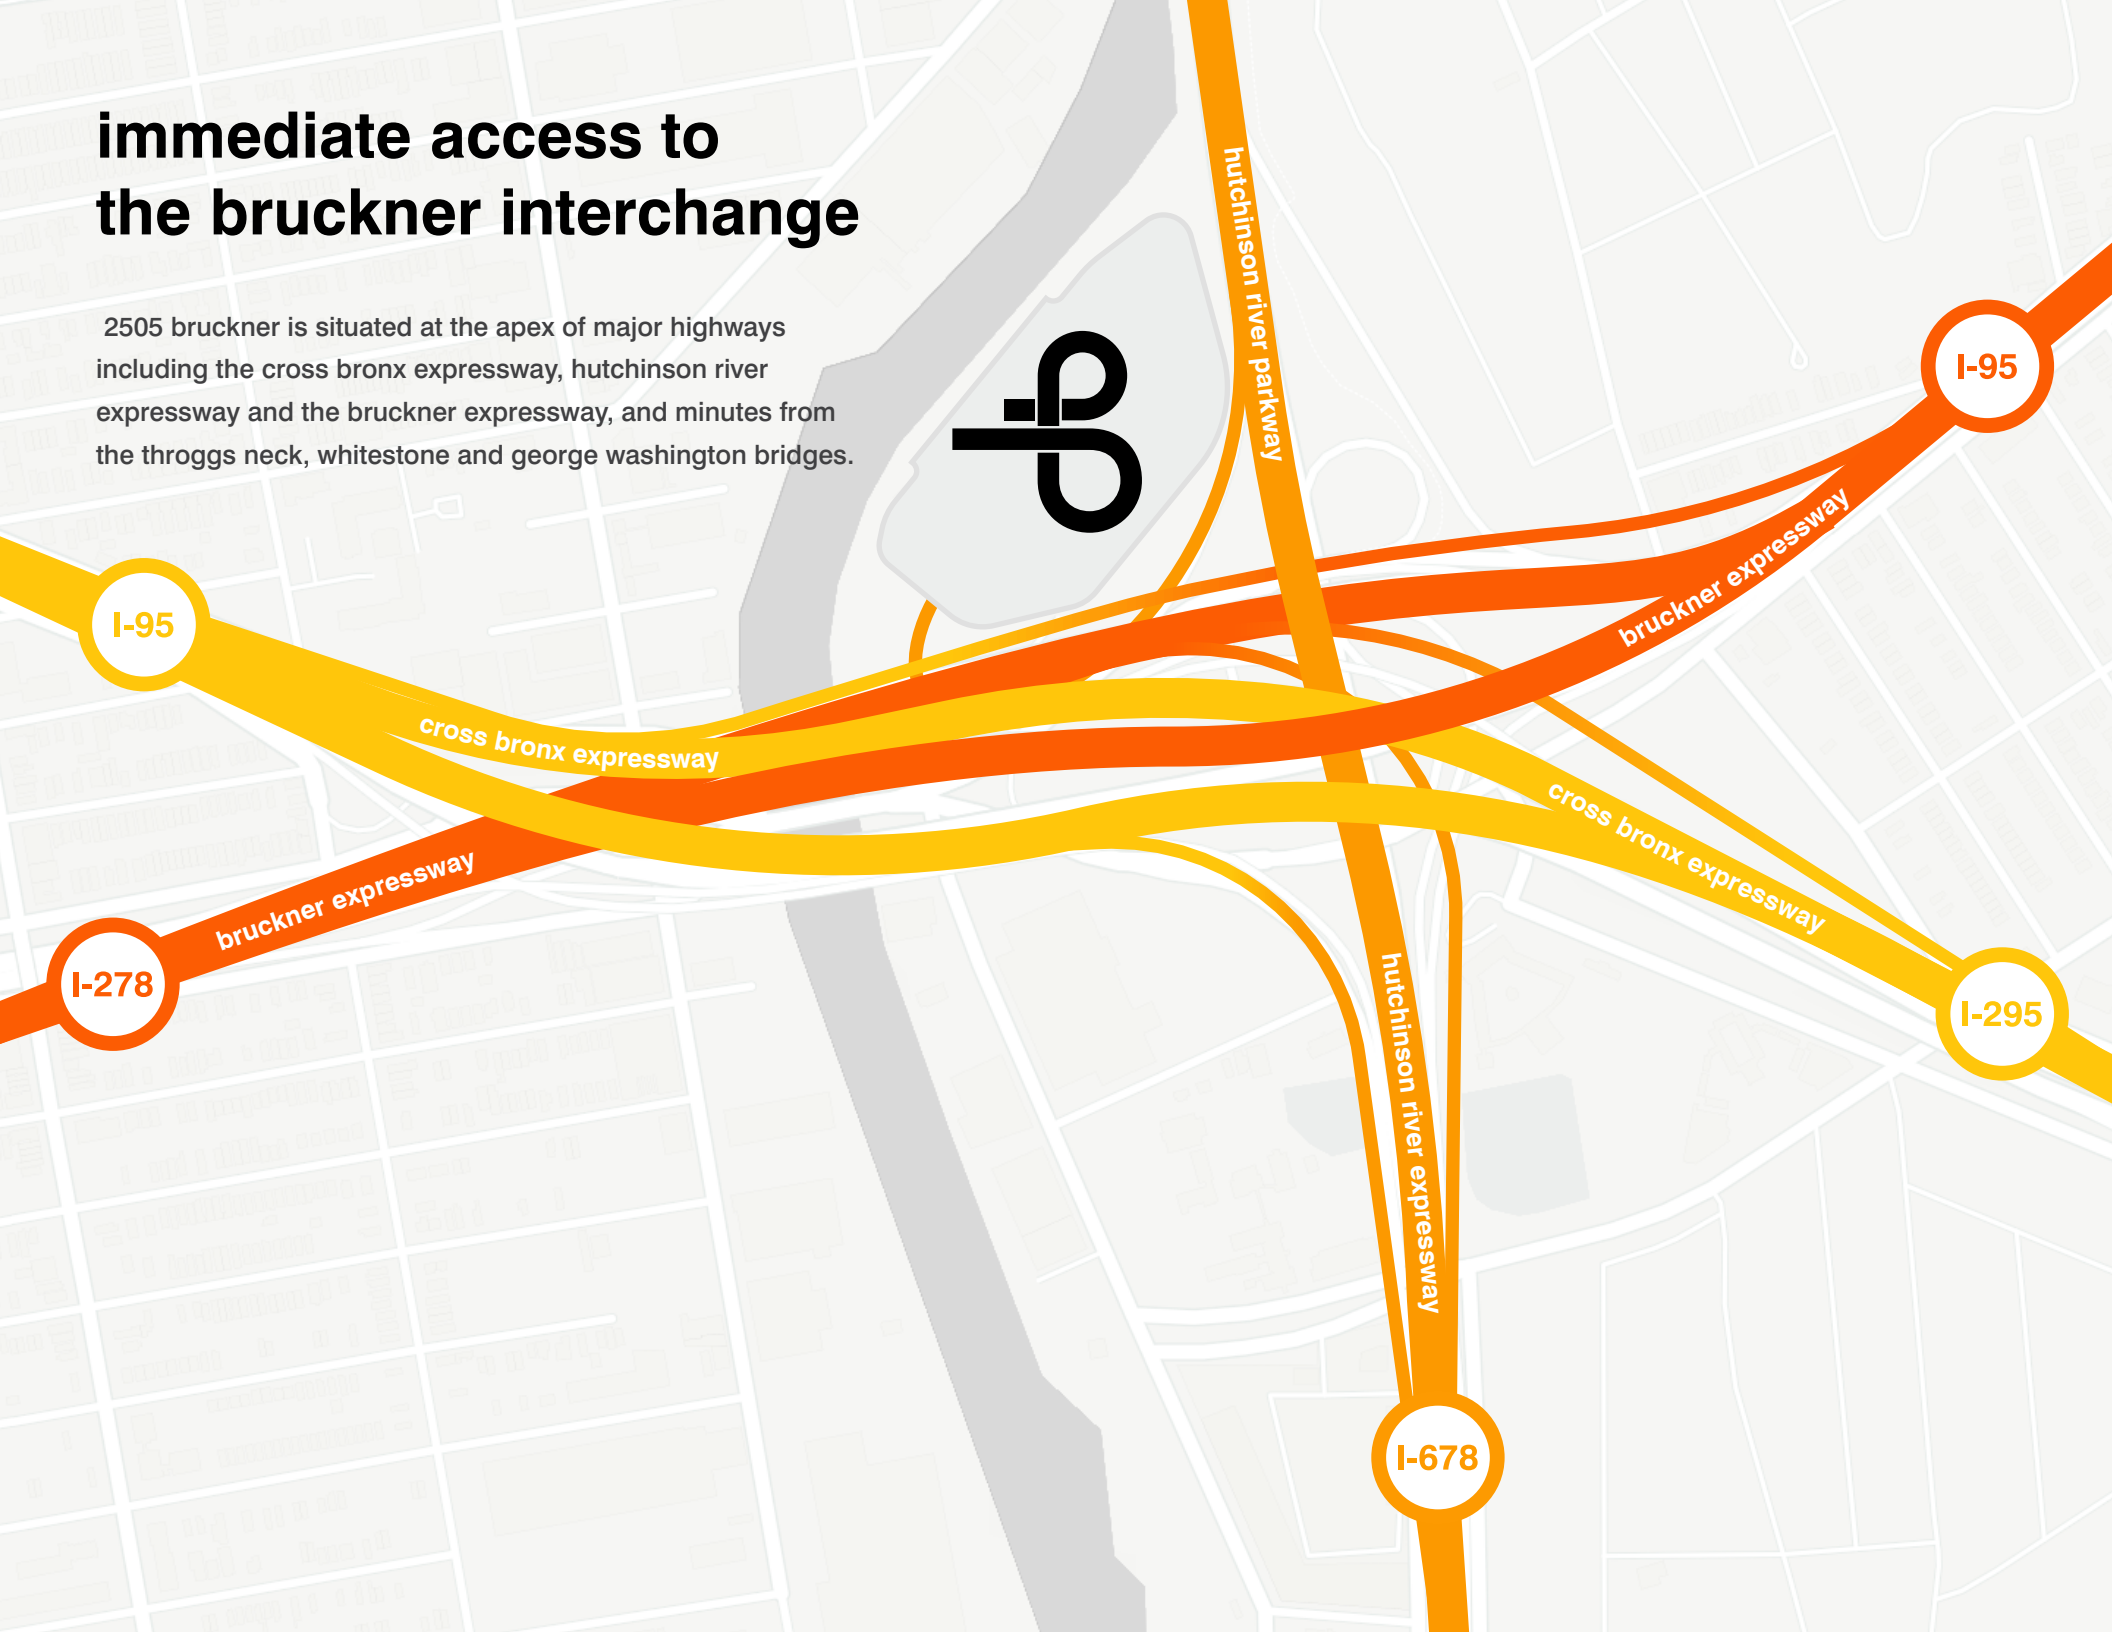 immediate access to
the bruckner interchange
2505 bruckner is situated at the apex of major highways
including the cross bronx expressway, hutchinson river
expressway and the bruckner expressway, and minutes from
the throggs neck, whitestone and george washington bridges.
hutchinson river parkway
I-95
bruckner expressway
I-95
cross bronx expressway
cross bronx expressway
bruckner expressway
I-278
hutchinson river expressway
I-295
I-678